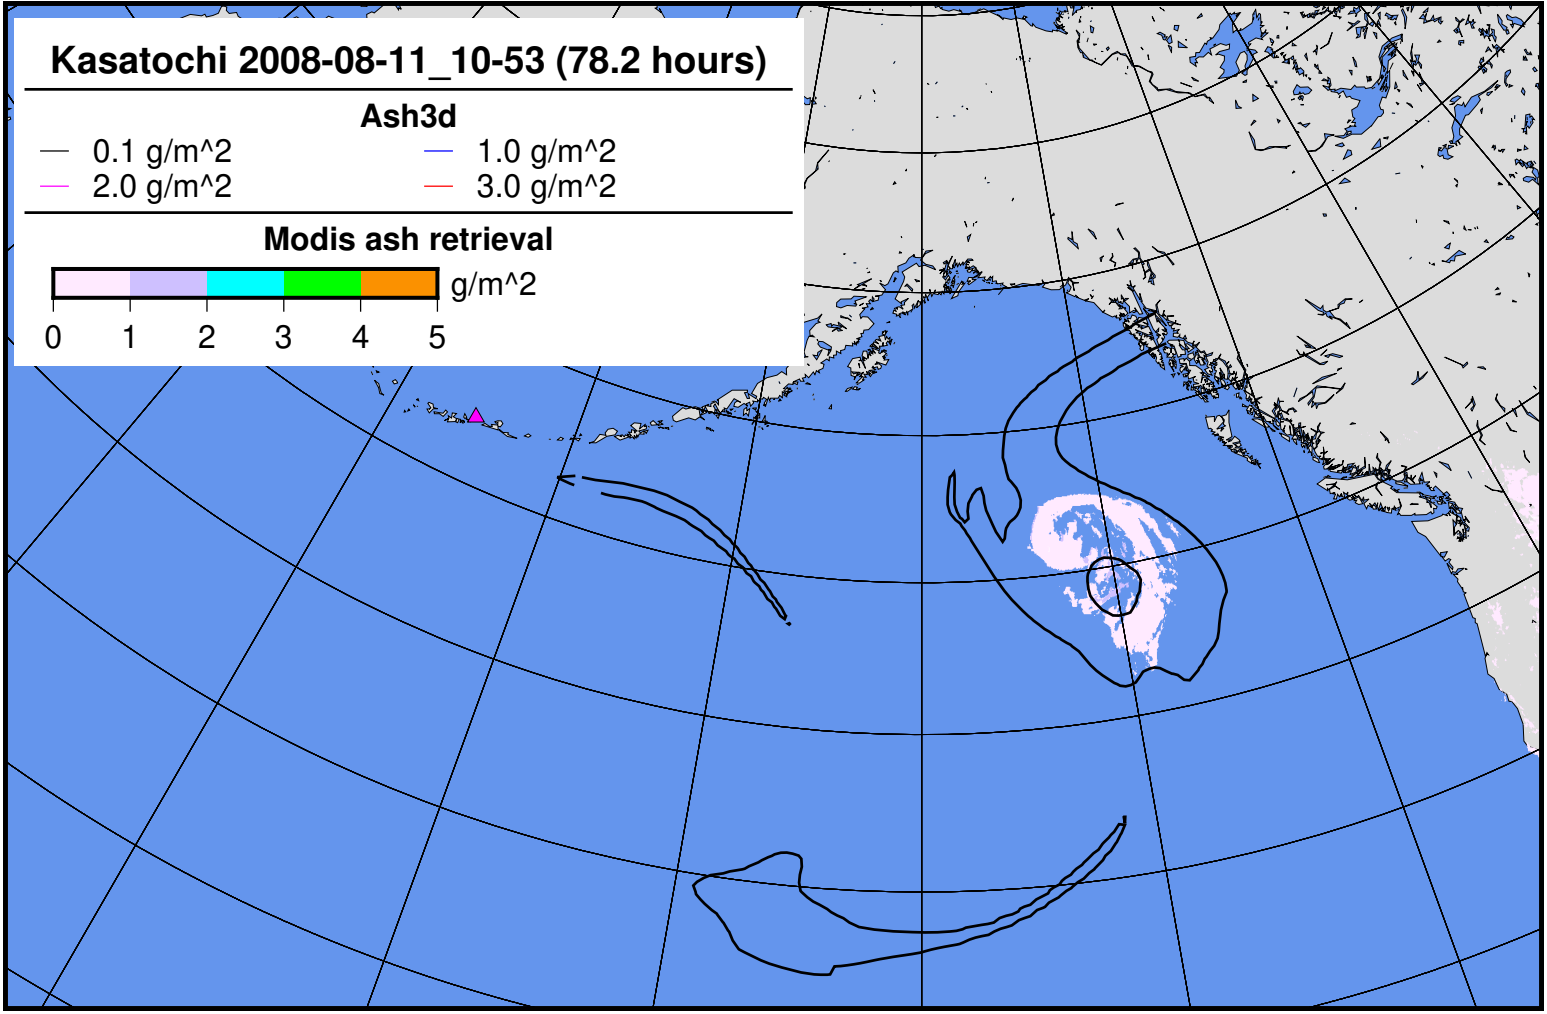 Kasatochi 2008-08-11_10-53 (78.2 hours)
Ash3d
0.1 g/m^2 1.0 g/m^2
2.0 g/m^2 3.0 g/m^2
Modis ash retrieval
g/m^2
0 1 2 3 4 5